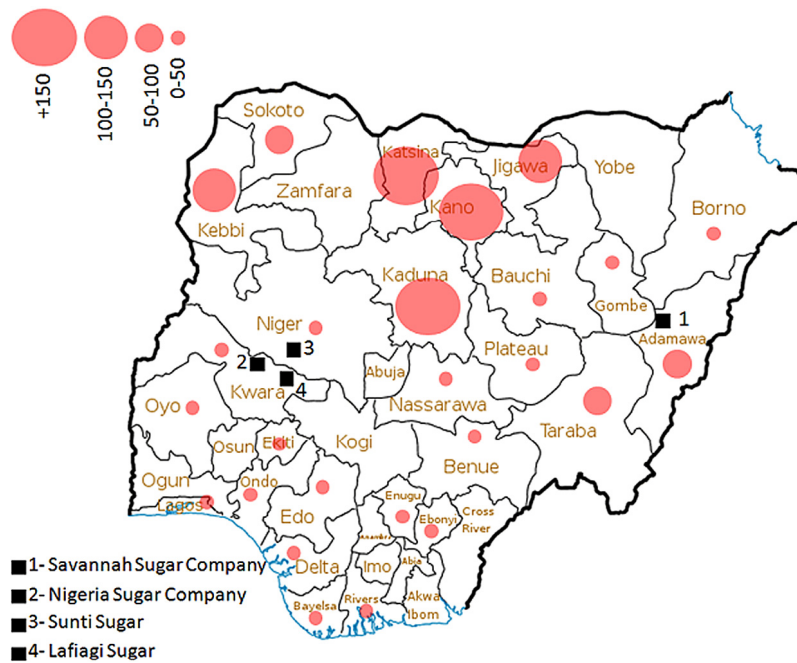 +150
100-150
50-100
0-50
Sokoto
Katsina
Jigawa
Yobe
Zamfara
Kano
Borno
Kebbi
Kaduna
Bauchi
Gombe
Niger
1
Adamawa
3
Plateau
2
Abuja
4
Kwara
Nassarawa
Oyo
Taraba
Osun
Ekiti
Kogi
Benue
Ogun
Ondo
Lagos
Enugu
Edo
Ebonyi
Cross
River
Delta
Imo
Abia
Bayelsa
Rivers
Akwa
Ibom
1- Savannah Sugar Company
2- Nigeria Sugar Company
3- Sunti Sugar
4- Lafiagi Sugar